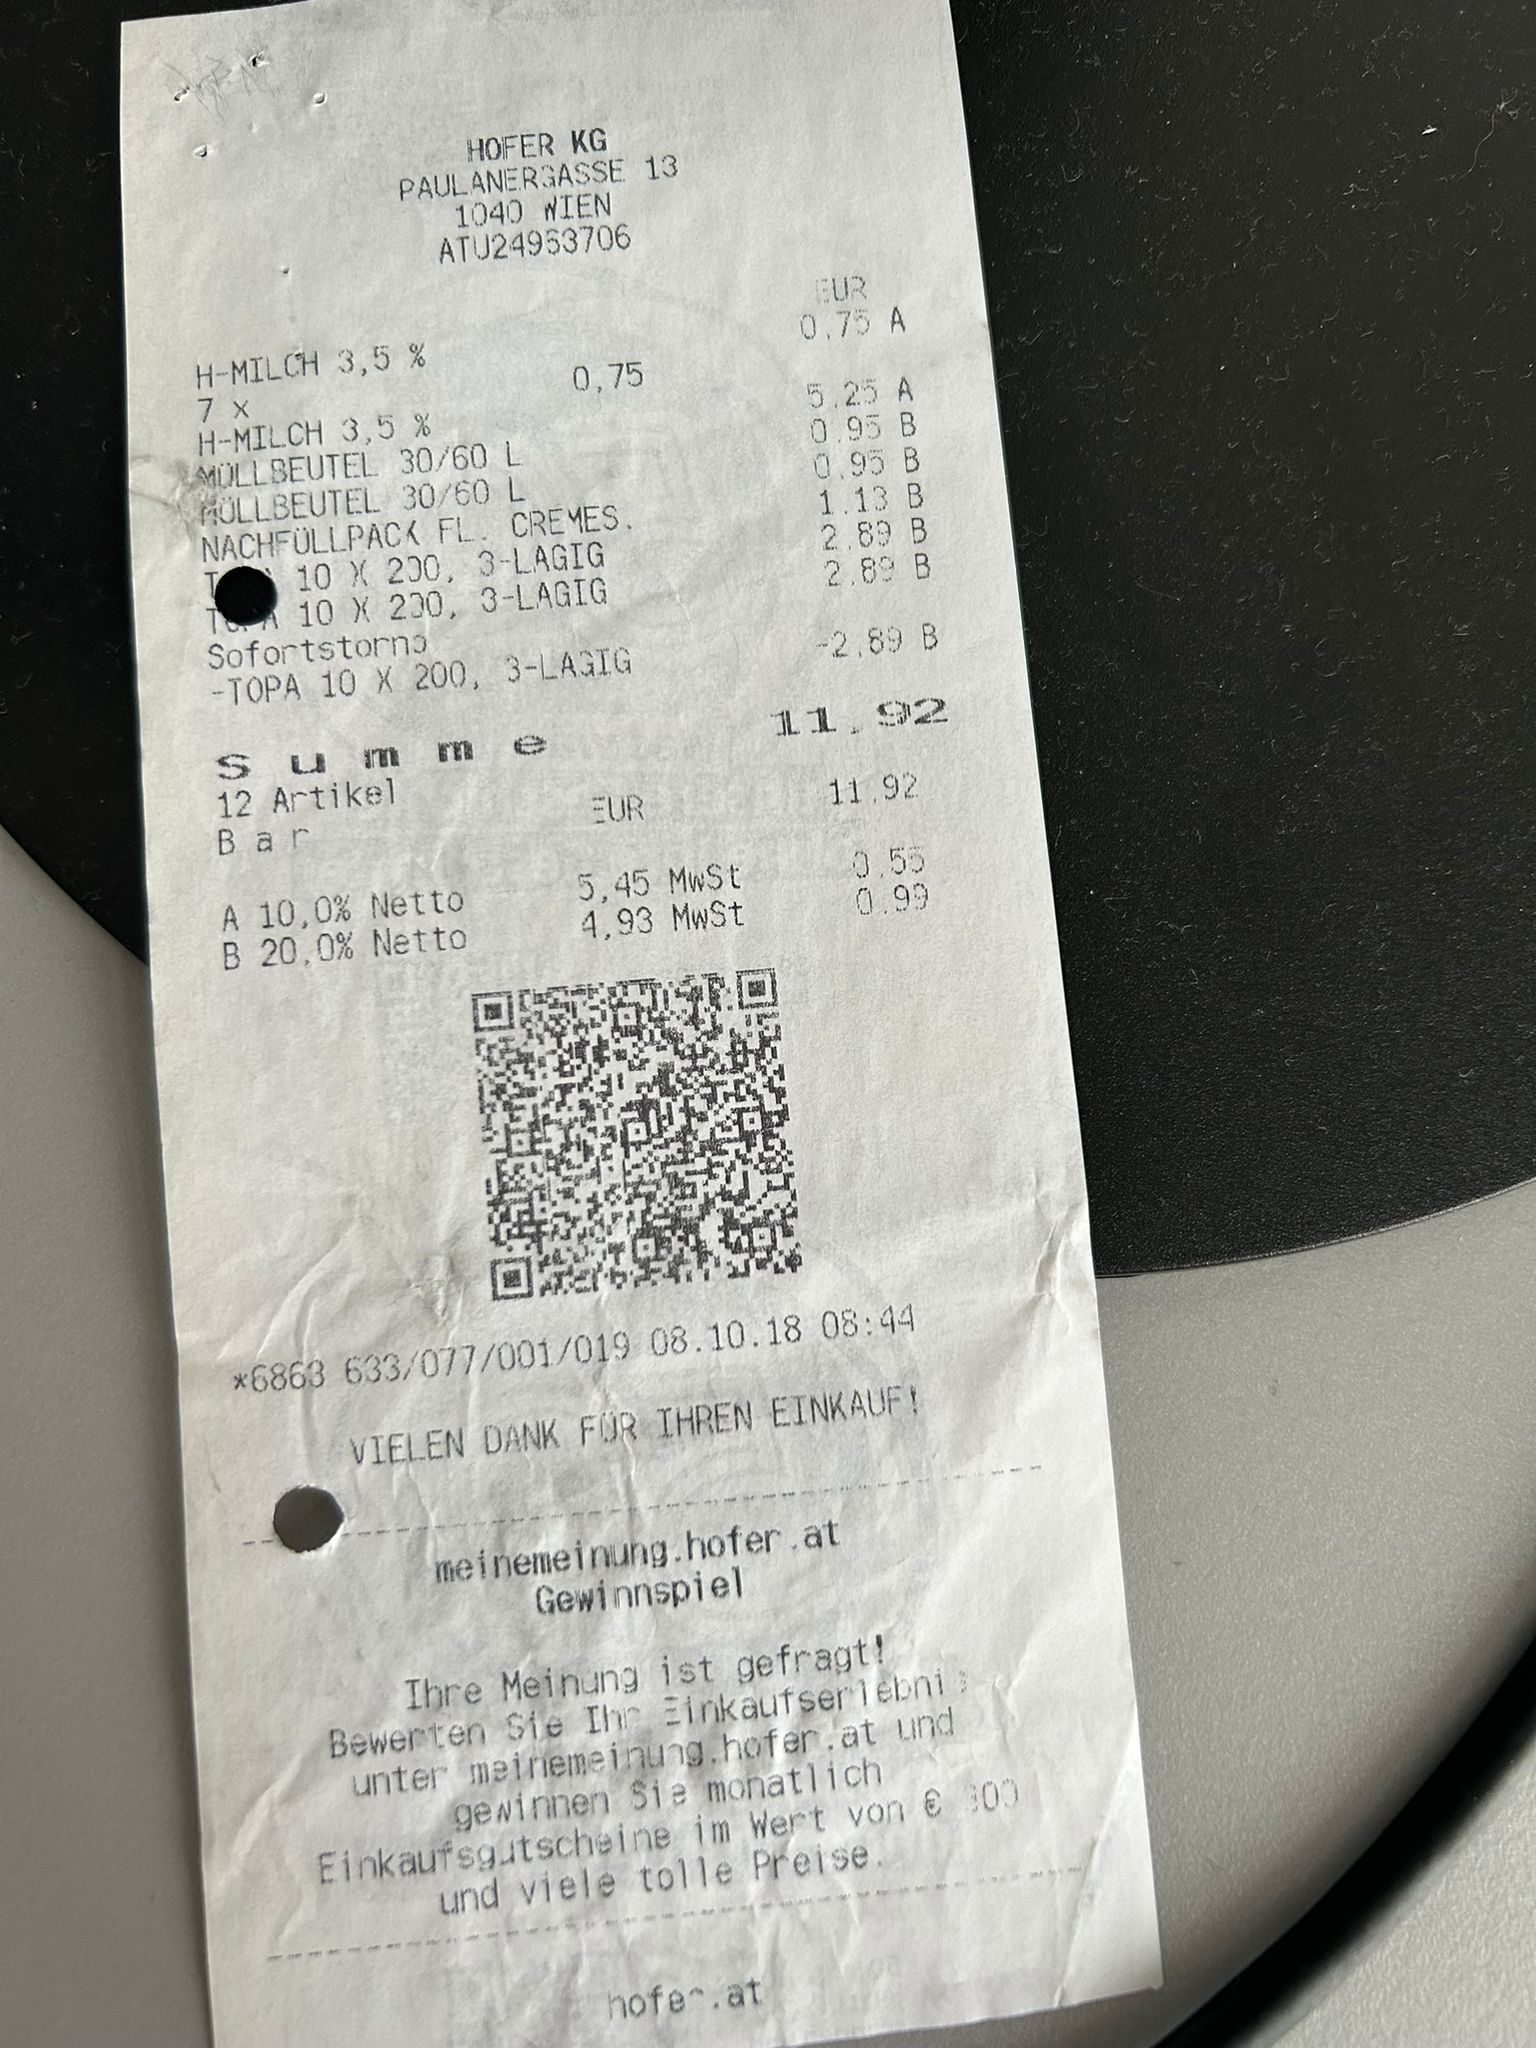 HOFER KG
PAULANERGASSE 13
1040 WIEN
ATU24963706
EUR
H-MILCH 3,5 % 0.75 A
7 x 0,75
H-MILCH 3,5 % 5.25 A
MÜLLBEUTEL 30/60 L 0.95 B
MÜLLBEUTEL 30/60 L 0.95 B
NACHFÜLLPACK FL. CREMES. 1.13 B
TOPA 10 X 200, 3-LAGIG 2.89 B
TOPA 10 X 200, 3-LAGIG 2.89 B
Sofortstorno
-TOPA 10 X 200, 3-LAGIG -2.89 B
Summe 11.92
12 Artikel
Bar EUR 11.92
A 10,0% Netto 5,45 MwSt 0.55
B 20,0% Netto 4,93 MwSt 0.99
*6863 633/077/001/019 08.10.18 08:44
VIELEN DANK FÜR IHREN EINKAUF!
meinemeinung.hofer.at
Gewinnspiel
Ihre Meinung ist gefragt!
Bewerten Sie Ihr Einkaufserlebnis
unter meinemeinung.hofer.at und
gewinnen Sie monatlich
Einkaufsgutscheine im Wert von €
und viele tolle Preise.
hofer.at